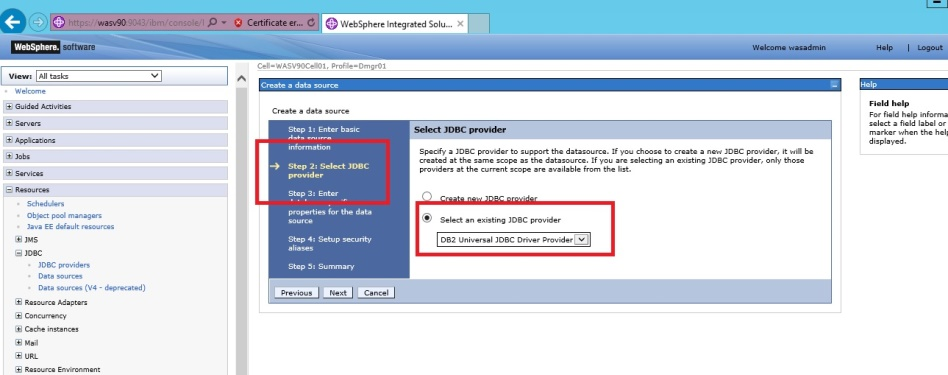 https://wasv90:9043/ibm/console/l
Certificate er...
WebSphere Integrated Solu...
WebSphere. software
Welcome wasadmin
Help | Logout
View: All tasks
Welcome
Guided Activities
Servers
Applications
Jobs
Services
Resources
Schedulers
Object pool managers
Java EE default resources
JMS
JDBC
JDBC providers
Data sources
Data sources (V4 - deprecated)
Resource Adapters
Concurrency
Cache instances
Mail
URL
Resource Environment
Cell=WASV90Cell01, Profile=Dmgr01
Create a data source
Create a data source
Step 1: Enter basic
data source
information
Step 2: Select JDBC
provider
Step 3: Enter
properties for the data
source
Step 4: Setup security
aliases
Step 5: Summary
Select JDBC provider
Specify a JDBC provider to support the datasource. If you choose to create a new JDBC provider, it will be
created at the same scope as the datasource. If you are selecting an existing JDBC provider, only those
providers at the current scope are available from the list.
Create new JDBC provider
Select an existing JDBC provider
DB2 Universal JDBC Driver Provider
Previous Next Cancel
Help
Field help
For field help informa
select a field label or
marker when the help
displayed.